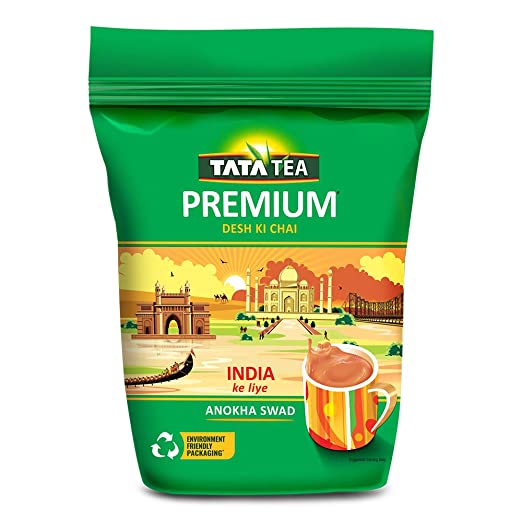 TATA TEA
PREMIUM
DESH KI CHAI
INDIA
ke liye
ANOKHA SWAD
ENVIRONMENT
FRIENDLY
PACKAGING*